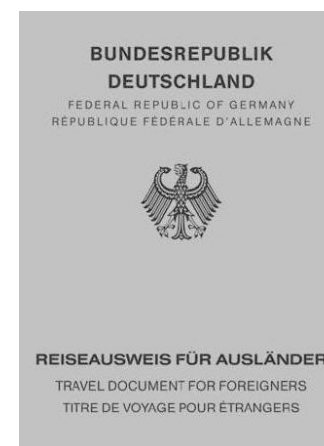 BUNDESREPUBLIK
DEUTSCHLAND
FEDERAL REPUBLIC OF GERMANY
RÉPUBLIQUE FÉDÉRALE D'ALLEMAGNE
REISEAUSWEIS FÜR AUSLÄNDER
TRAVEL DOCUMENT FOR FOREIGNERS
TITRE DE VOYAGE POUR ÉTRANGERS